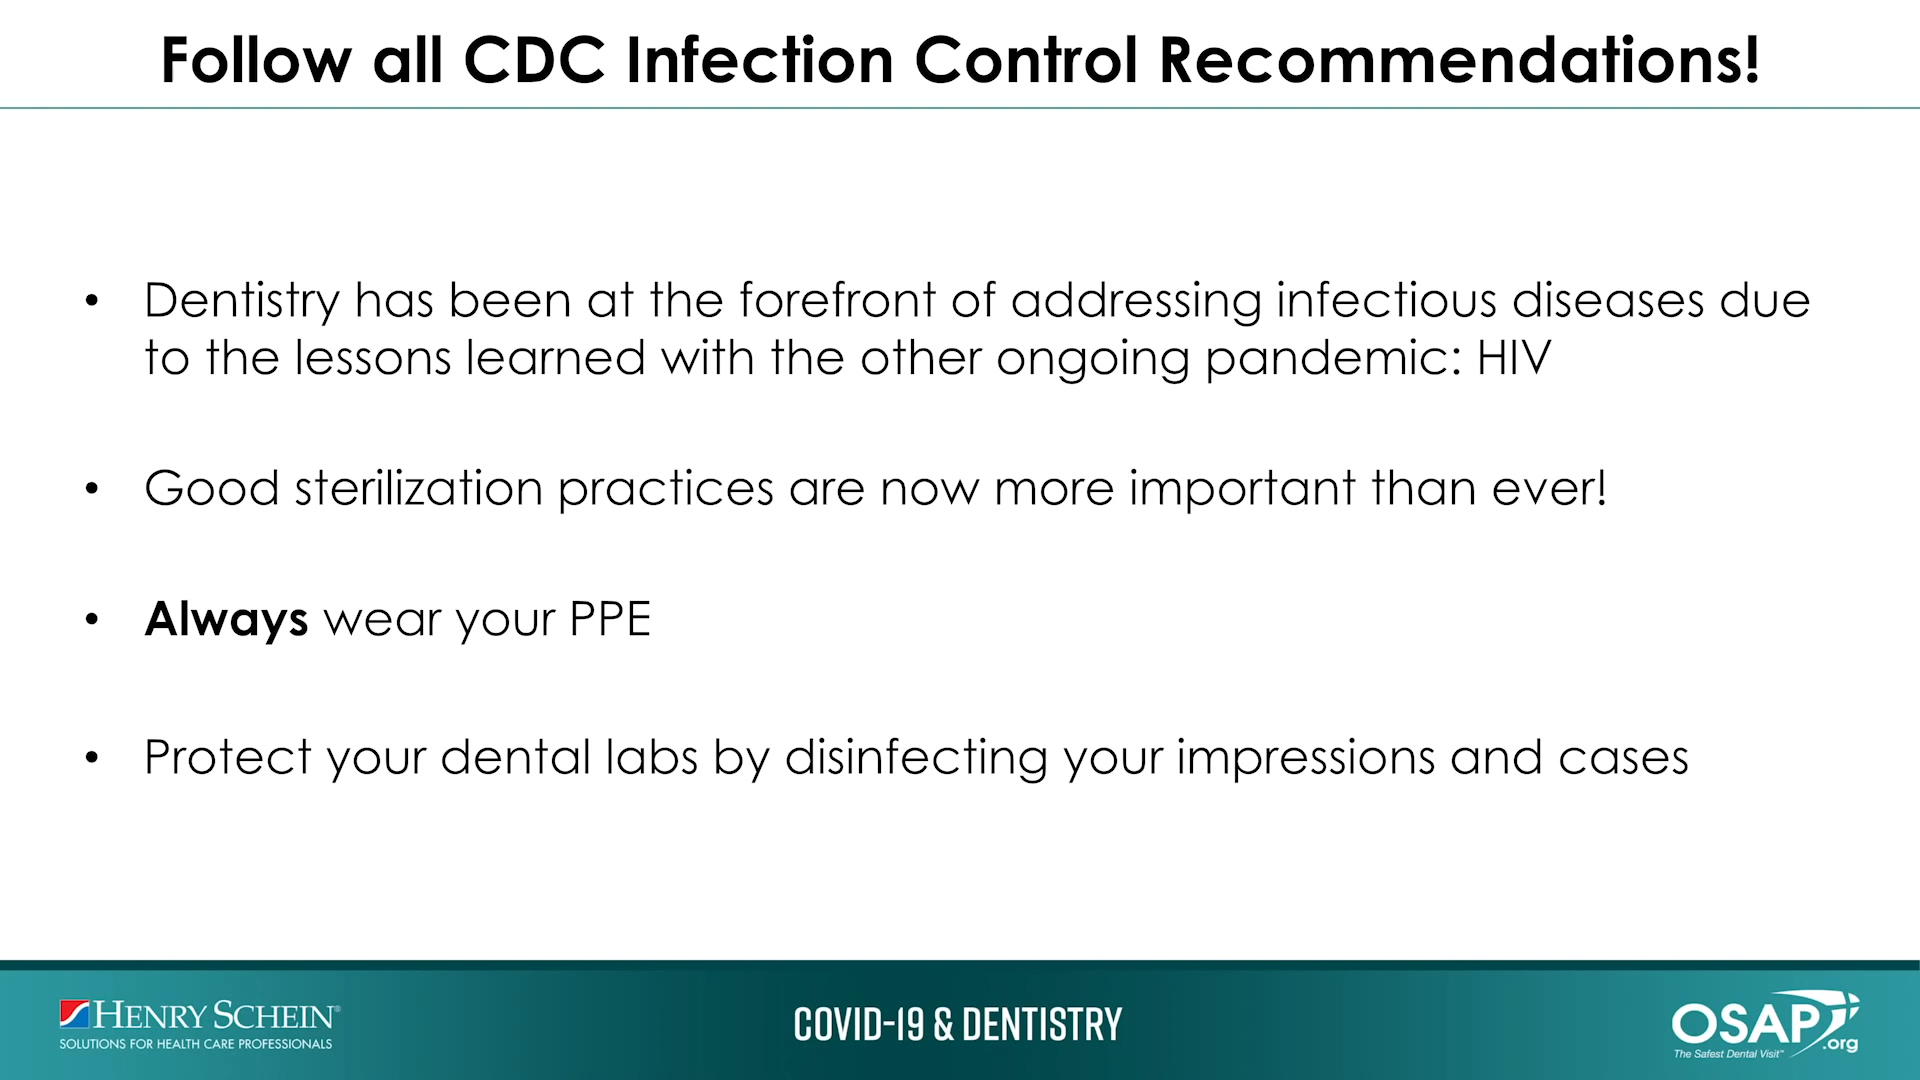 Follow all CDC Infection Control Recommendations!
• Dentistry has been at the forefront of addressing infectious diseases due
to the lessons learned with the other ongoing pandemic: HIV
• Good sterilization practices are now more important than ever!
• Always wear your PPE
• Protect your dental labs by disinfecting your impressions and cases
HENRY SCHEIN®
SOLUTIONS FOR HEALTH CARE PROFESSIONALS
COVID-19 & DENTISTRY
OSAP
.org
The Safest Dental Visit™